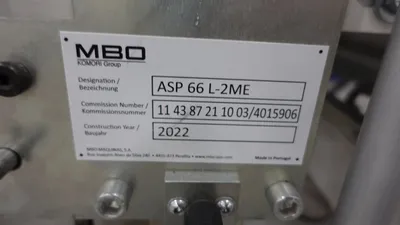 MBO
KOMORI Group
Designation / Bezeichnung ASP 66 L-2ME
Commission Number / Kommissionsnummer 11 43 87 21 10 03/4015906
Construction Year / Baujahr 2022
Made in Portugal